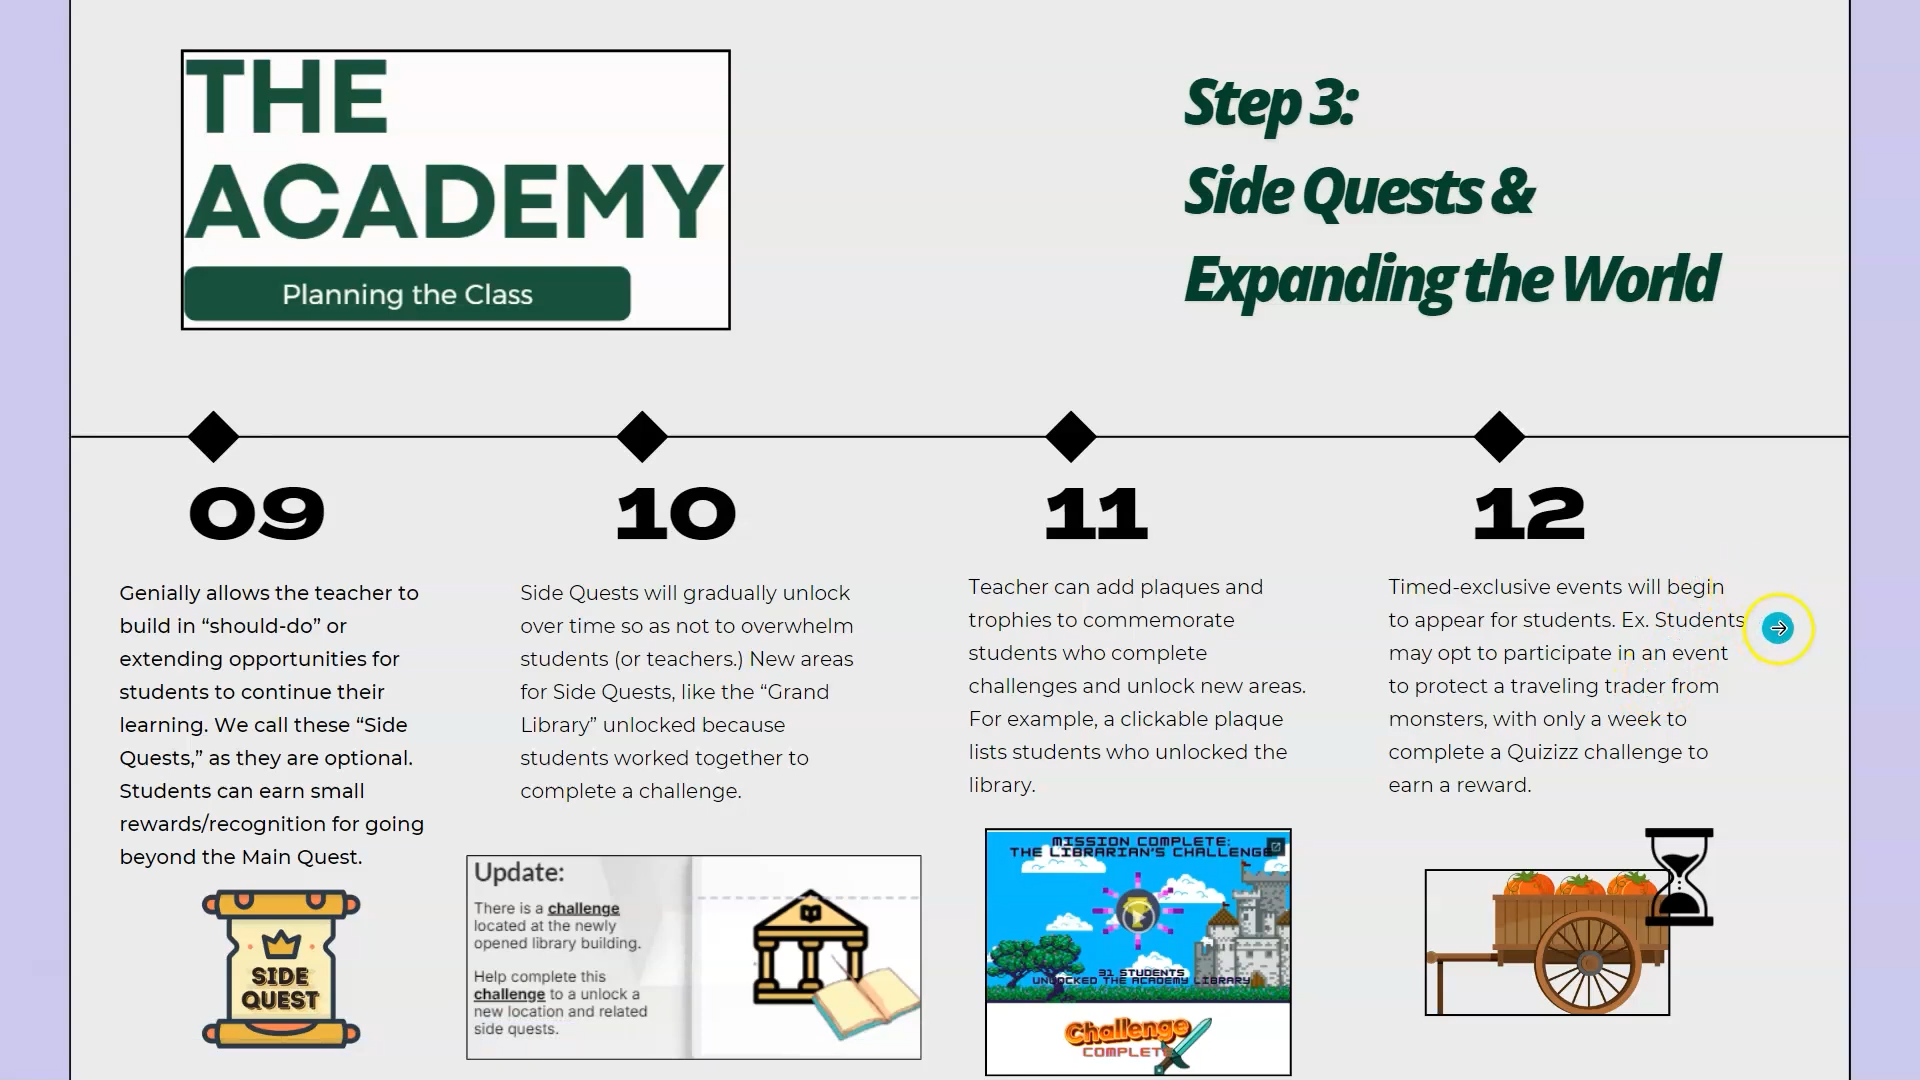 THE
ACADEMY
Planning the Class
Step 3:
Side Quests &
Expanding the World
09
Genially allows the teacher to
build in “should-do” or
extending opportunities for
students to continue their
learning. We call these “Side
Quests,” as they are optional.
Students can earn small
rewards/recognition for going
beyond the Main Quest.
SIDE
QUEST
10
Side Quests will gradually unlock
over time so as not to overwhelm
students (or teachers.) New areas
for Side Quests, like the “Grand
Library” unlocked because
students worked together to
complete a challenge.
Update:
There is a challenge
located at the newly
opened library building.
Help complete this
challenge to a unlock a
new location and related
side quests.
11
Teacher can add plaques and
trophies to commemorate
students who complete
challenges and unlock new areas.
For example, a clickable plaque
lists students who unlocked the
library.
MISSION COMPLETE:
THE LIBRARIAN'S CHALLENGE
31 STUDENTS
UNLOCKED THE ACADEMY LIBRARY
Challenge
COMPLETE
12
Timed-exclusive events will begin
to appear for students. Ex. Students
may opt to participate in an event
to protect a traveling trader from
monsters, with only a week to
complete a Quizizz challenge to
earn a reward.